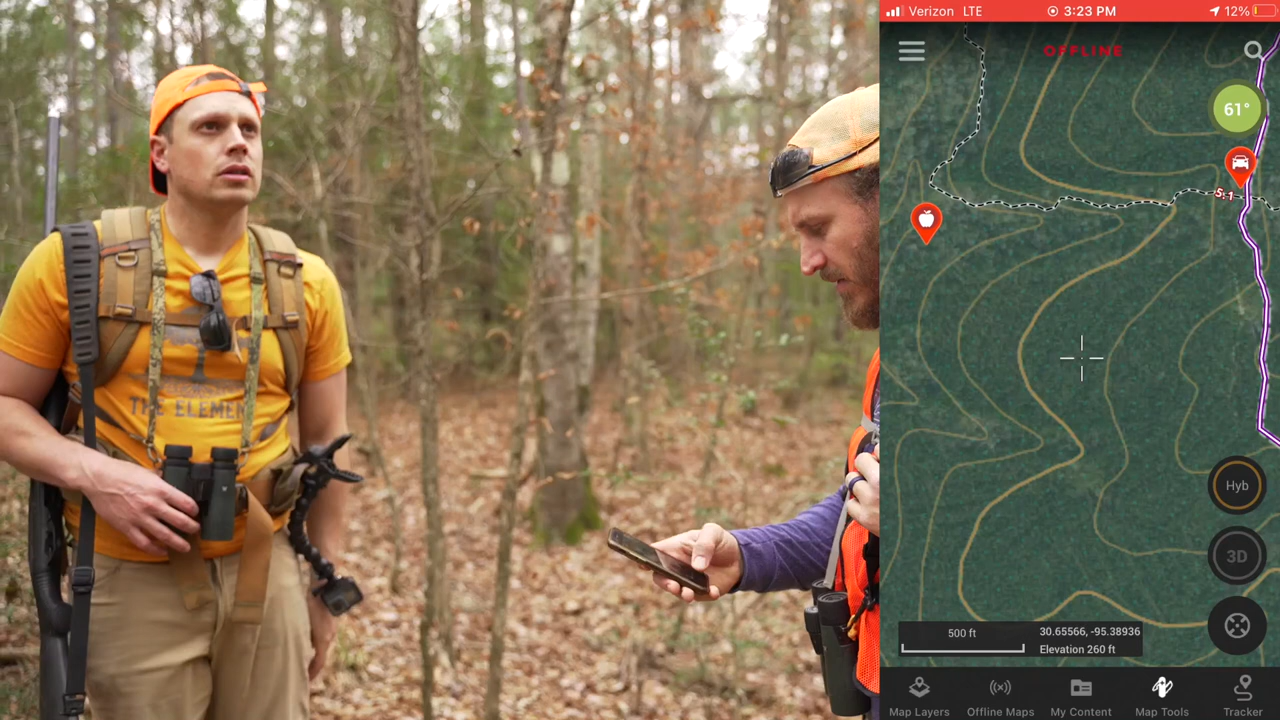 Verizon LTE 3:23 PM 12%
OFFLINE
61°
5.1
THE ELEMEN
Hyb
3D
500 ft
30.65566, -95.38936
Elevation 260 ft
Map Layers Offline Maps My Content Map Tools Tracker